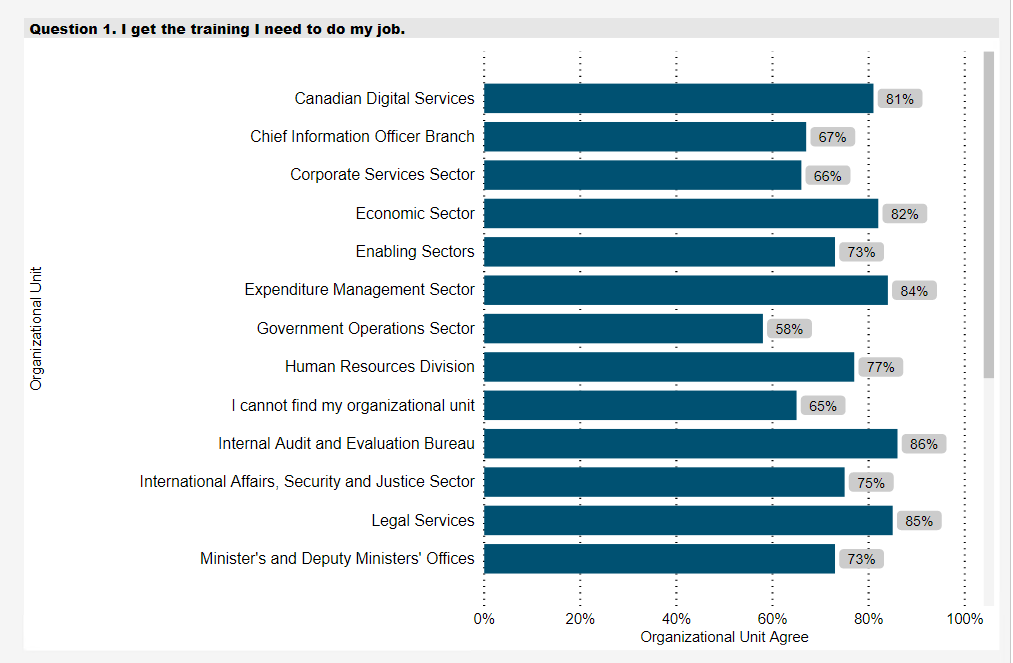 Question 1. I get the training I need to do my job.
Organizational Unit
Canadian Digital Services 81%
Chief Information Officer Branch 67%
Corporate Services Sector 66%
Economic Sector 82%
Enabling Sectors 73%
Expenditure Management Sector 84%
Government Operations Sector 58%
Human Resources Division 77%
I cannot find my organizational unit 65%
Internal Audit and Evaluation Bureau 86%
International Affairs, Security and Justice Sector 75%
Legal Services 85%
Minister's and Deputy Ministers' Offices 73%
0% 20% 40% 60% 80% 100%
Organizational Unit Agree